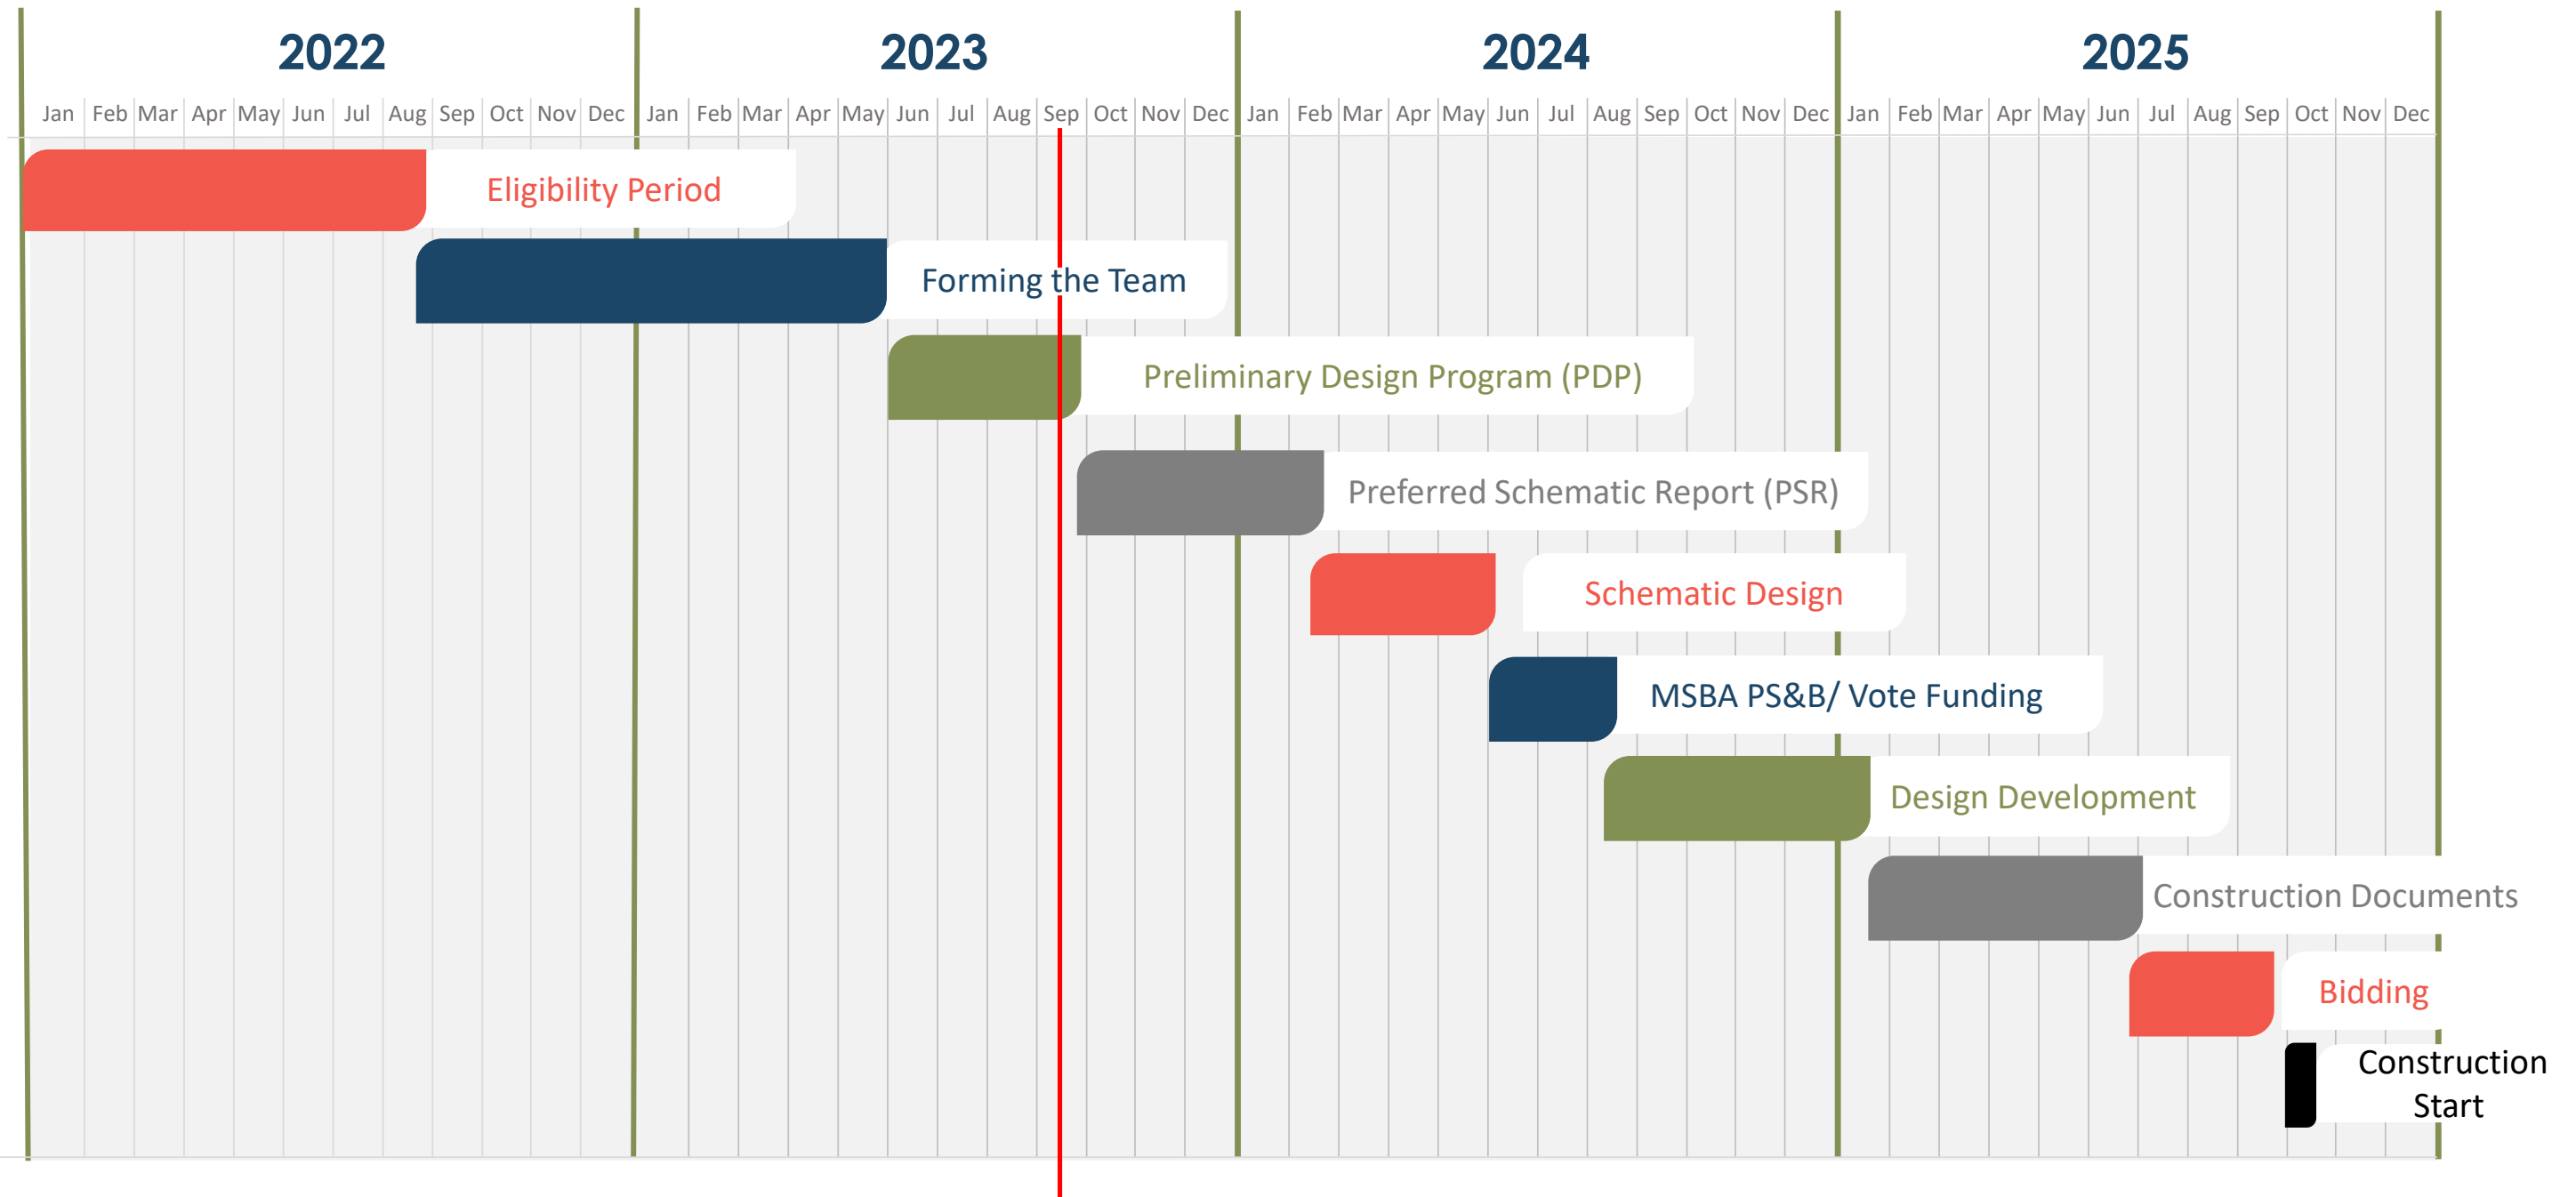 2022 2023 2024 2025
Jan Feb Mar Apr May Jun Jul Aug Sep Oct Nov Dec Jan Feb Mar Apr May Jun Jul Aug Sep Oct Nov Dec Jan Feb Mar Apr May Jun Jul Aug Sep Oct Nov Dec Jan Feb Mar Apr May Jun Jul Aug Sep Oct Nov Dec
Eligibility Period
Forming the Team
Preliminary Design Program (PDP)
Preferred Schematic Report (PSR)
Schematic Design
MSBA PS&B/ Vote Funding
Design Development
Construction Documents
Bidding
Construction
Start